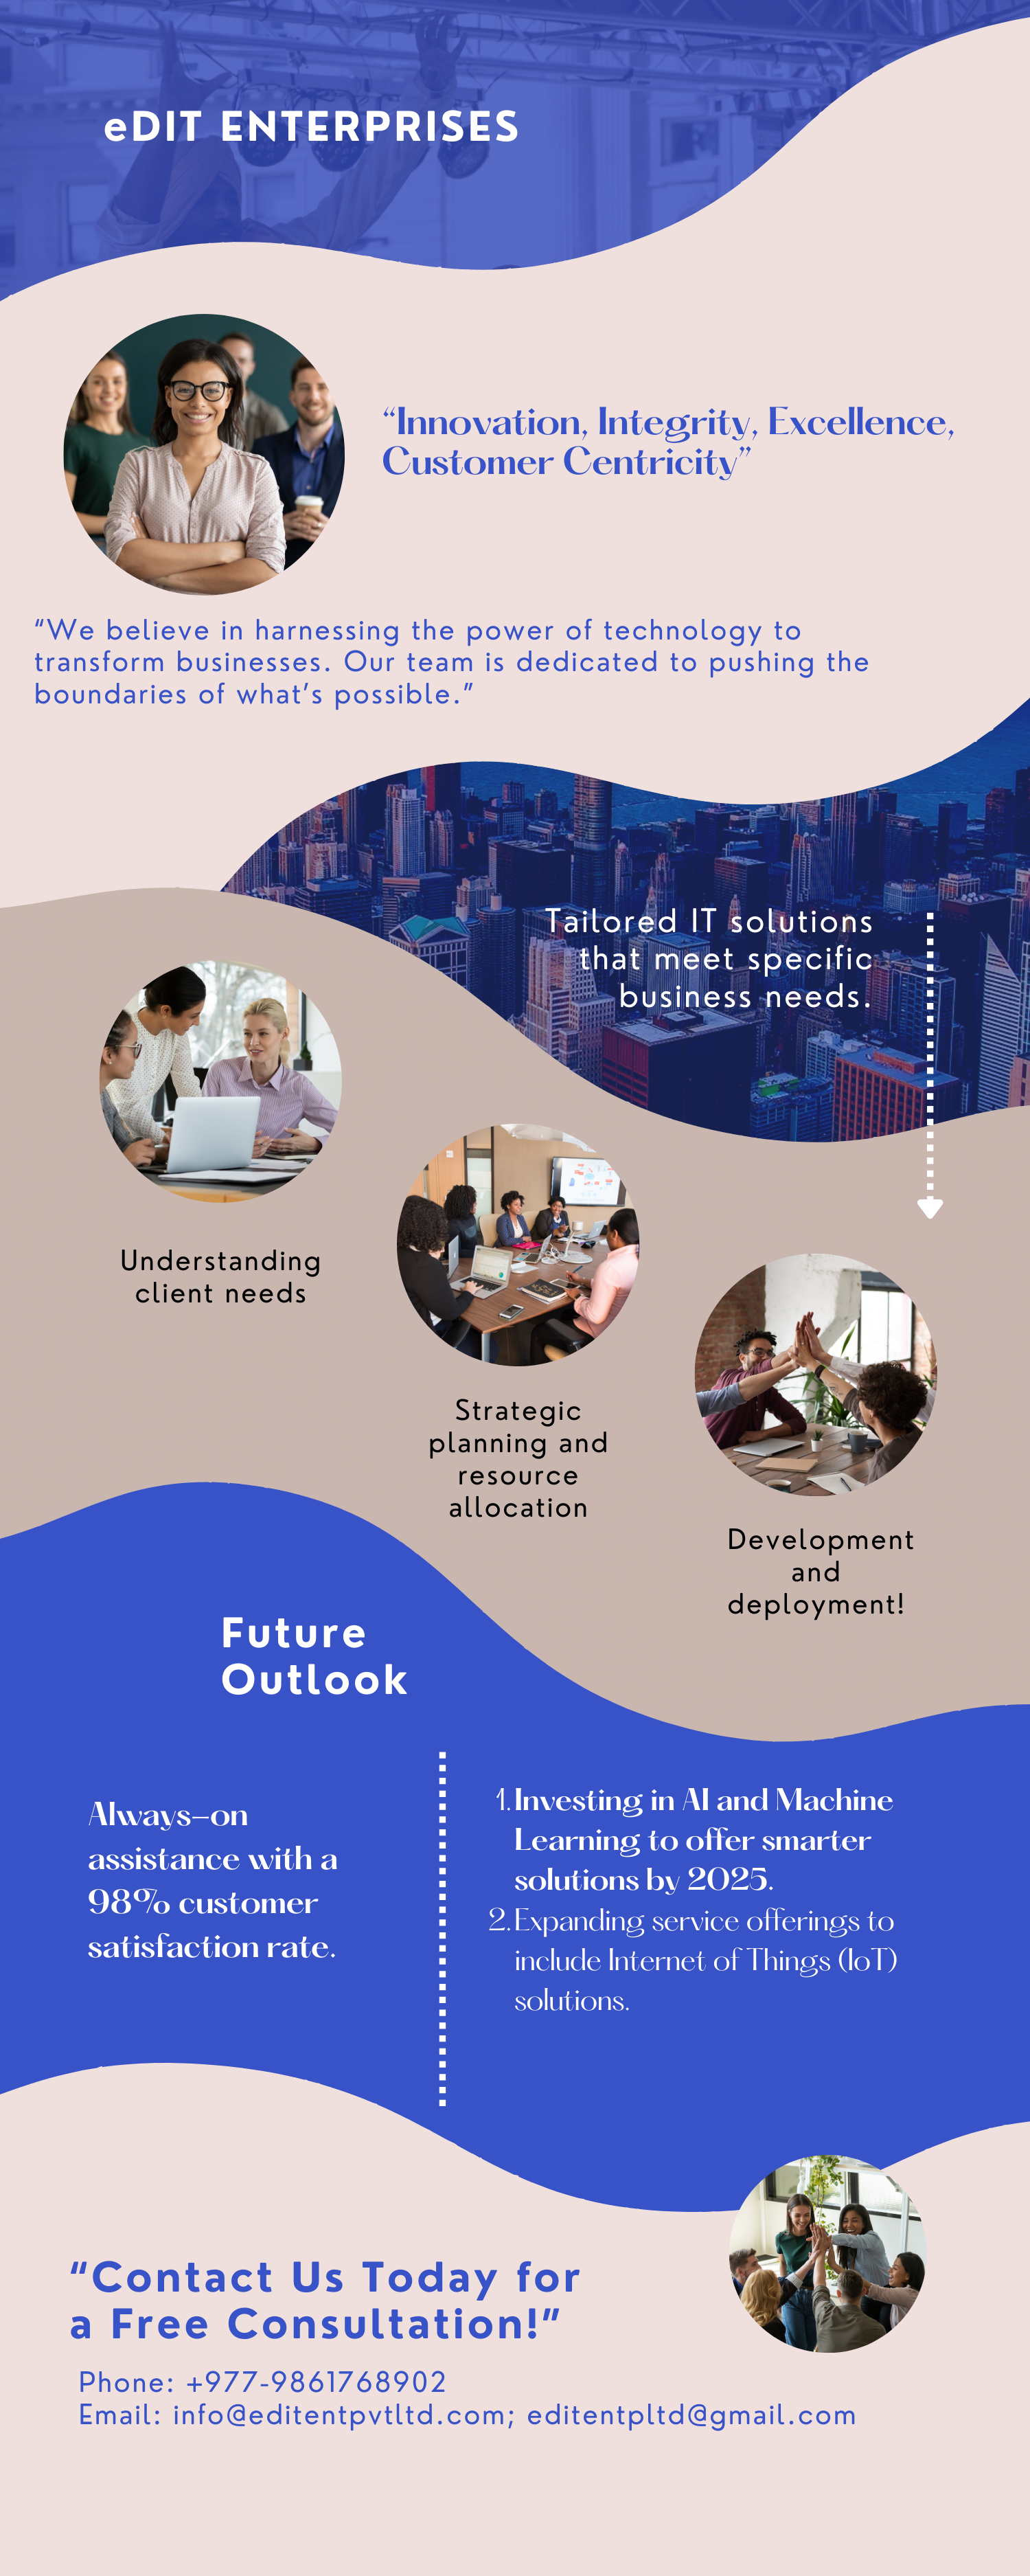 eDIT ENTERPRISES
“Innovation, Integrity, Excellence,
Customer Centricity”
“We believe in harnessing the power of technology to
transform businesses. Our team is dedicated to pushing the
boundaries of what’s possible.”
Tailored IT solutions
that meet specific
business needs.
Understanding
client needs
Strategic
planning and
resource
allocation
Development
and
deployment!
Future
Outlook
Always-on
assistance with a
98% customer
satisfaction rate.
1. Investing in AI and Machine
Learning to offer smarter
solutions by 2025.
2. Expanding service offerings to
include Internet of Things (IoT)
solutions.
“Contact Us Today for
a Free Consultation!”
Phone: +977-9861768902
Email: info@editentpvtltd.com; editentpltd@gmail.com